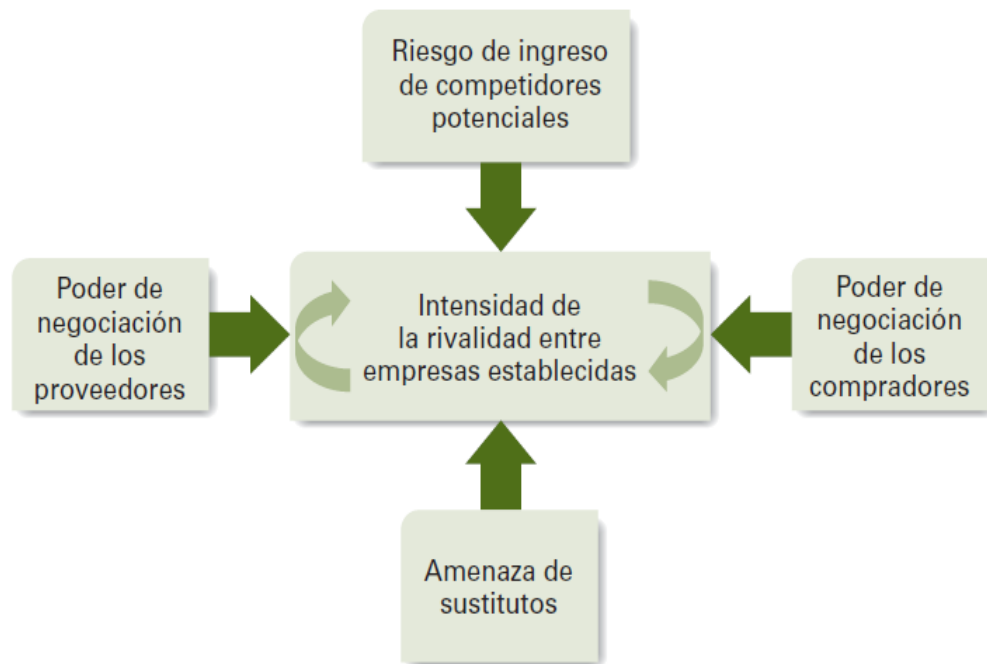 Riesgo de ingreso
de competidores
potenciales
Poder de
negociación
de los
proveedores
Intensidad de
la rivalidad entre
empresas establecidas
Poder de
negociación
de los
compradores
Amenaza de
sustitutos